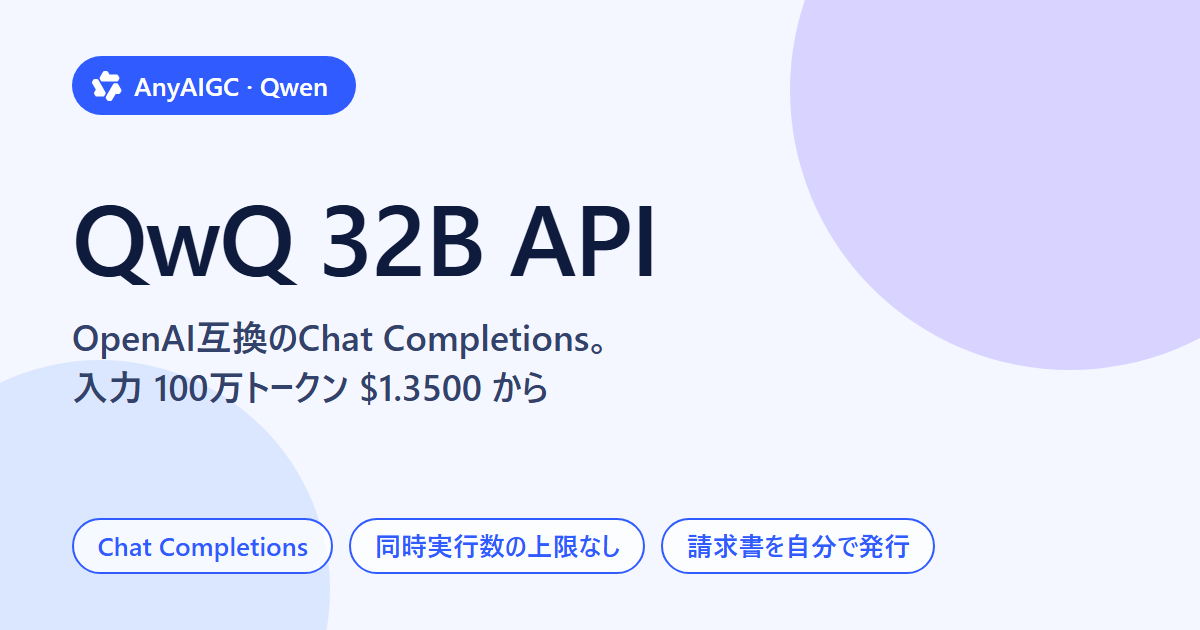 AnyAIGC · Qwen
QwQ 32B API
OpenAI互換のChat Completions。
入力 100万トークン $1.3500 から
Chat Completions
同時実行数の上限なし
請求書を自分で発行